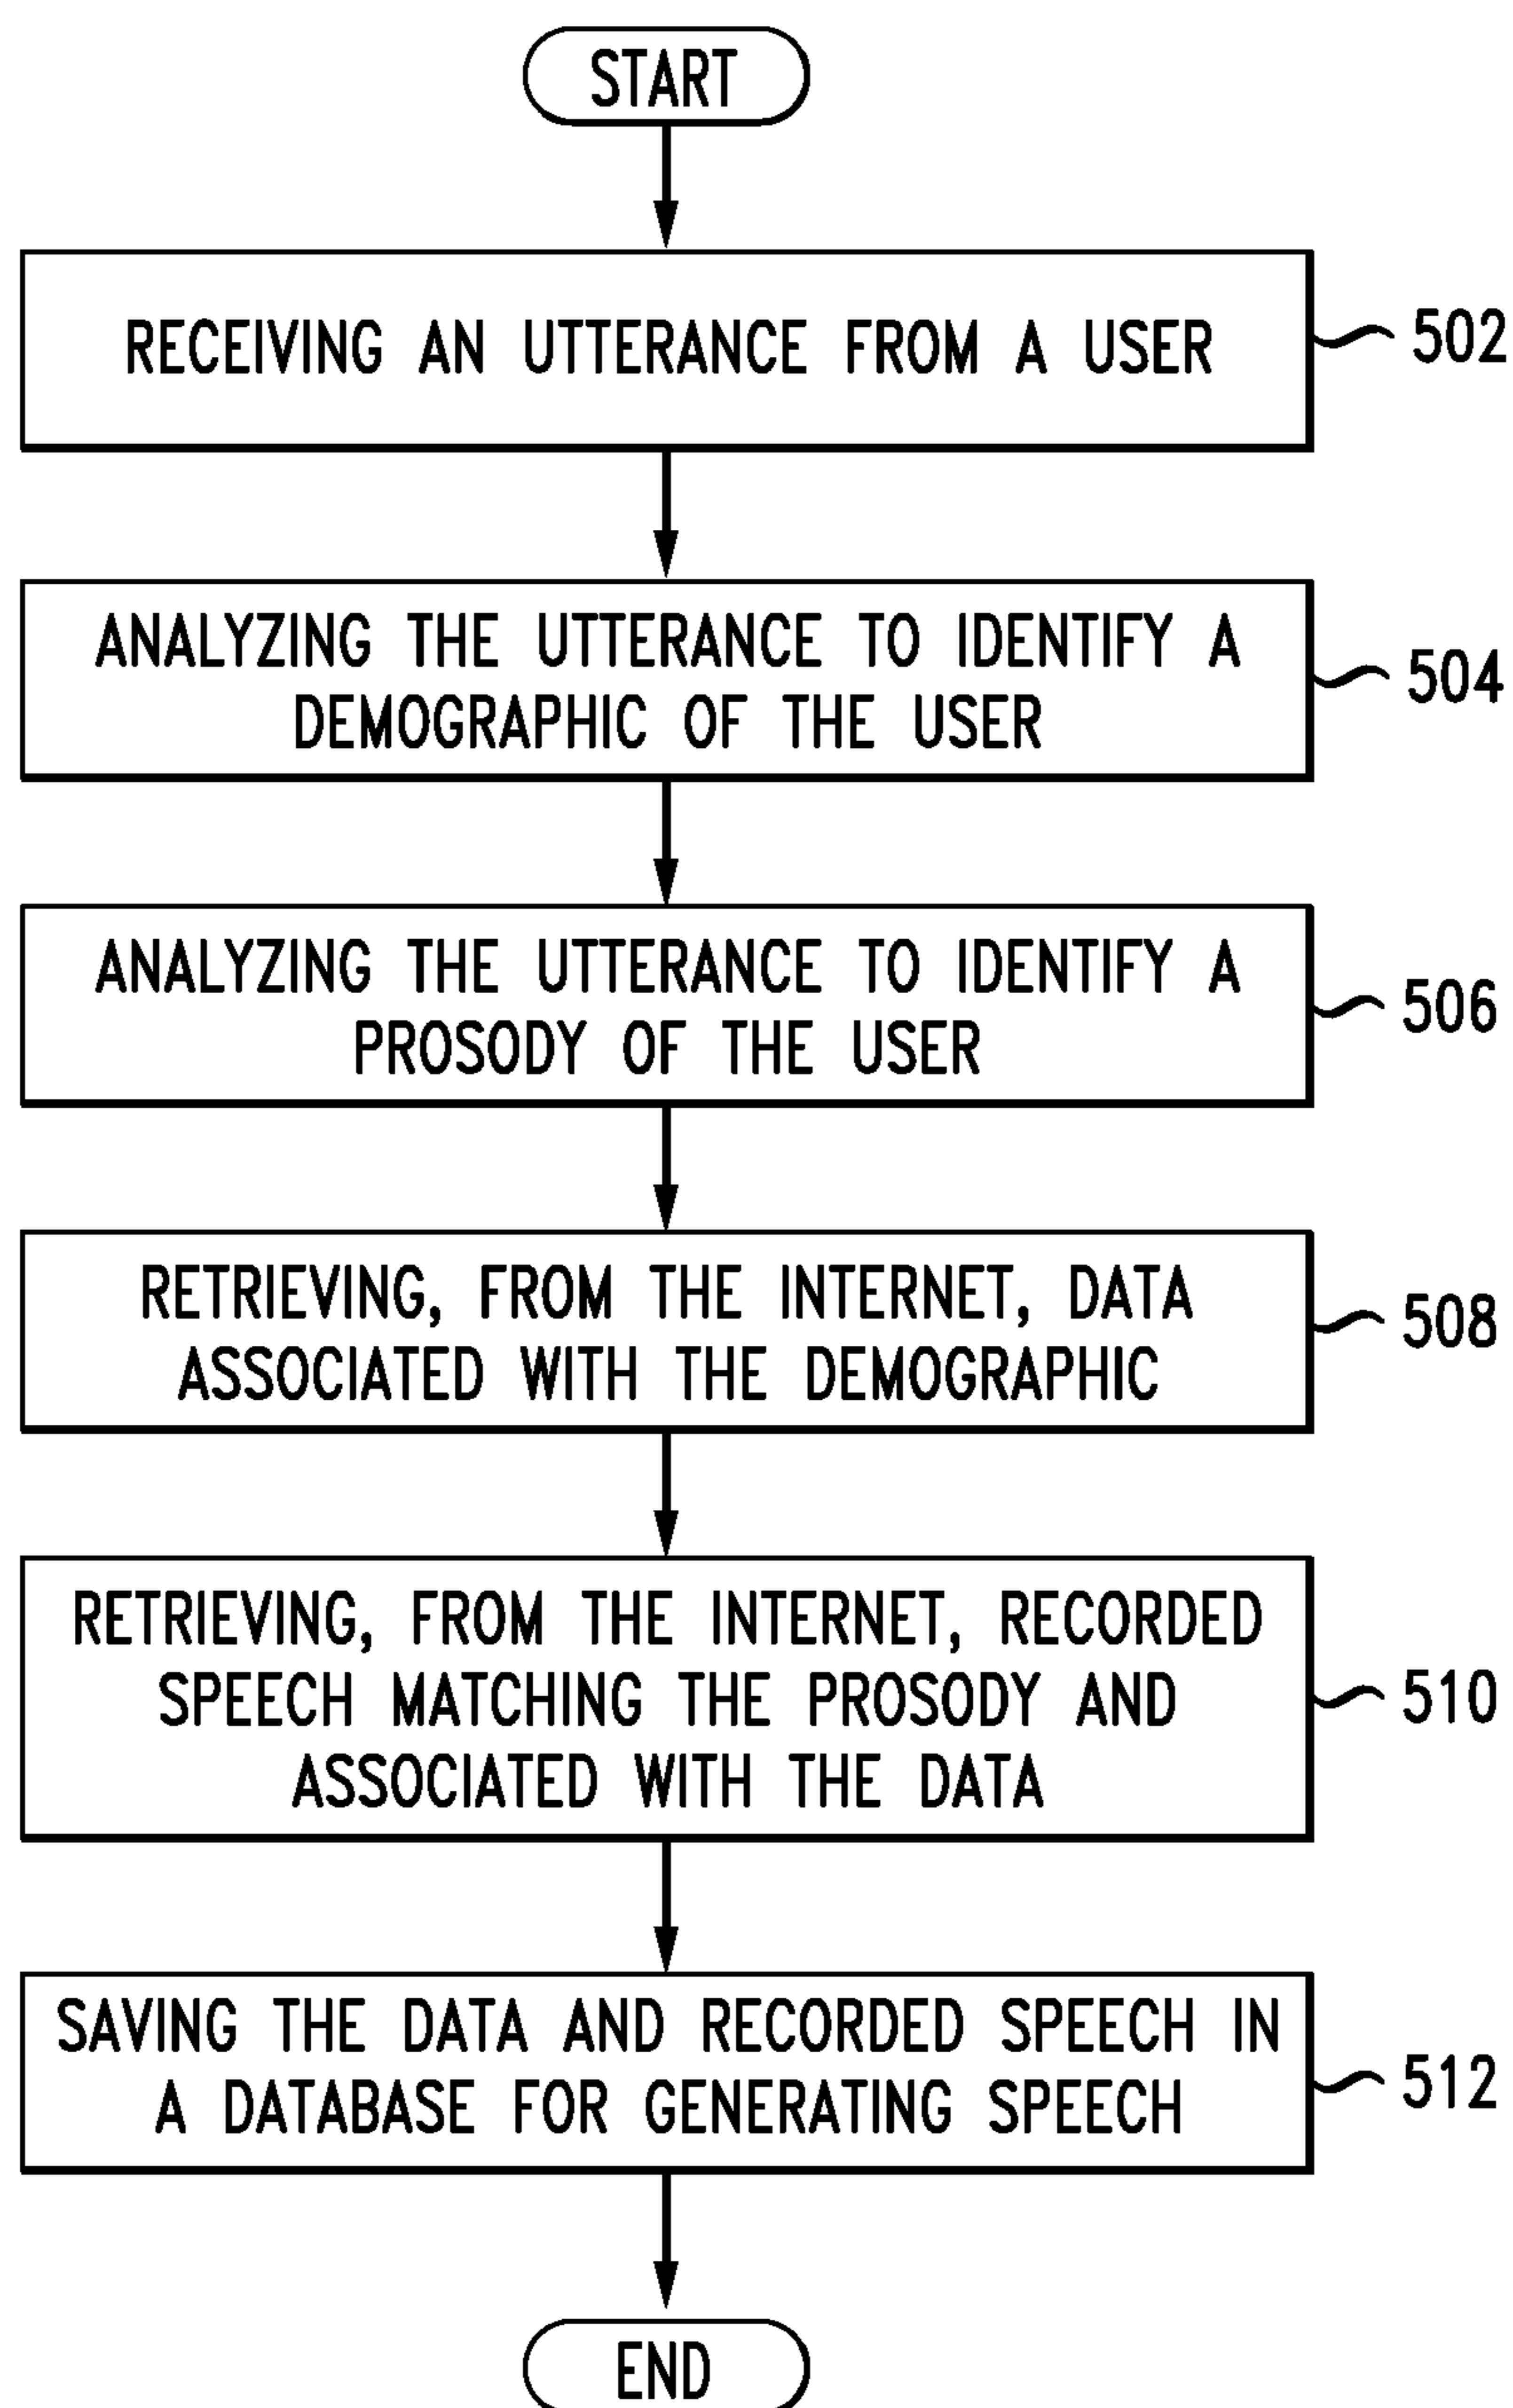 START
RECEIVING AN UTTERANCE FROM A USER
502
ANALYZING THE UTTERANCE TO IDENTIFY A
DEMOGRAPHIC OF THE USER
504
ANALYZING THE UTTERANCE TO IDENTIFY A
PROSODY OF THE USER
506
RETRIEVING, FROM THE INTERNET, DATA
ASSOCIATED WITH THE DEMOGRAPHIC
508
RETRIEVING, FROM THE INTERNET, RECORDED
SPEECH MATCHING THE PROSODY AND
ASSOCIATED WITH THE DATA
510
SAVING THE DATA AND RECORDED SPEECH IN
A DATABASE FOR GENERATING SPEECH
512
END